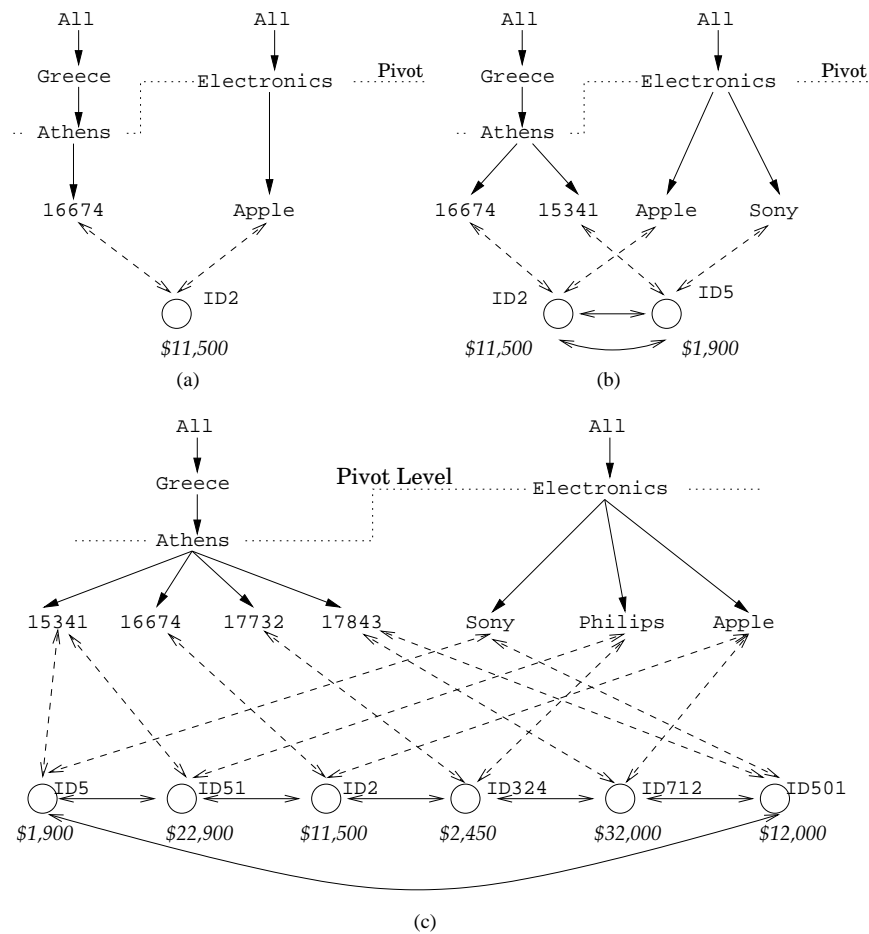 All
All
Greece
Electronics
Pivot
Athens
16674
Apple
ID2
$11,500
(a)
All
All
Greece
Electronics
Pivot
Athens
16674
15341
Apple
Sony
ID2
ID5
$11,500
$1,900
(b)
All
All
Greece
Pivot Level
Electronics
Athens
15341
16674
17732
17843
Sony
Philips
Apple
ID5
ID51
ID2
ID324
ID712
ID501
$1,900
$22,900
$11,500
$2,450
$32,000
$12,000
(c)